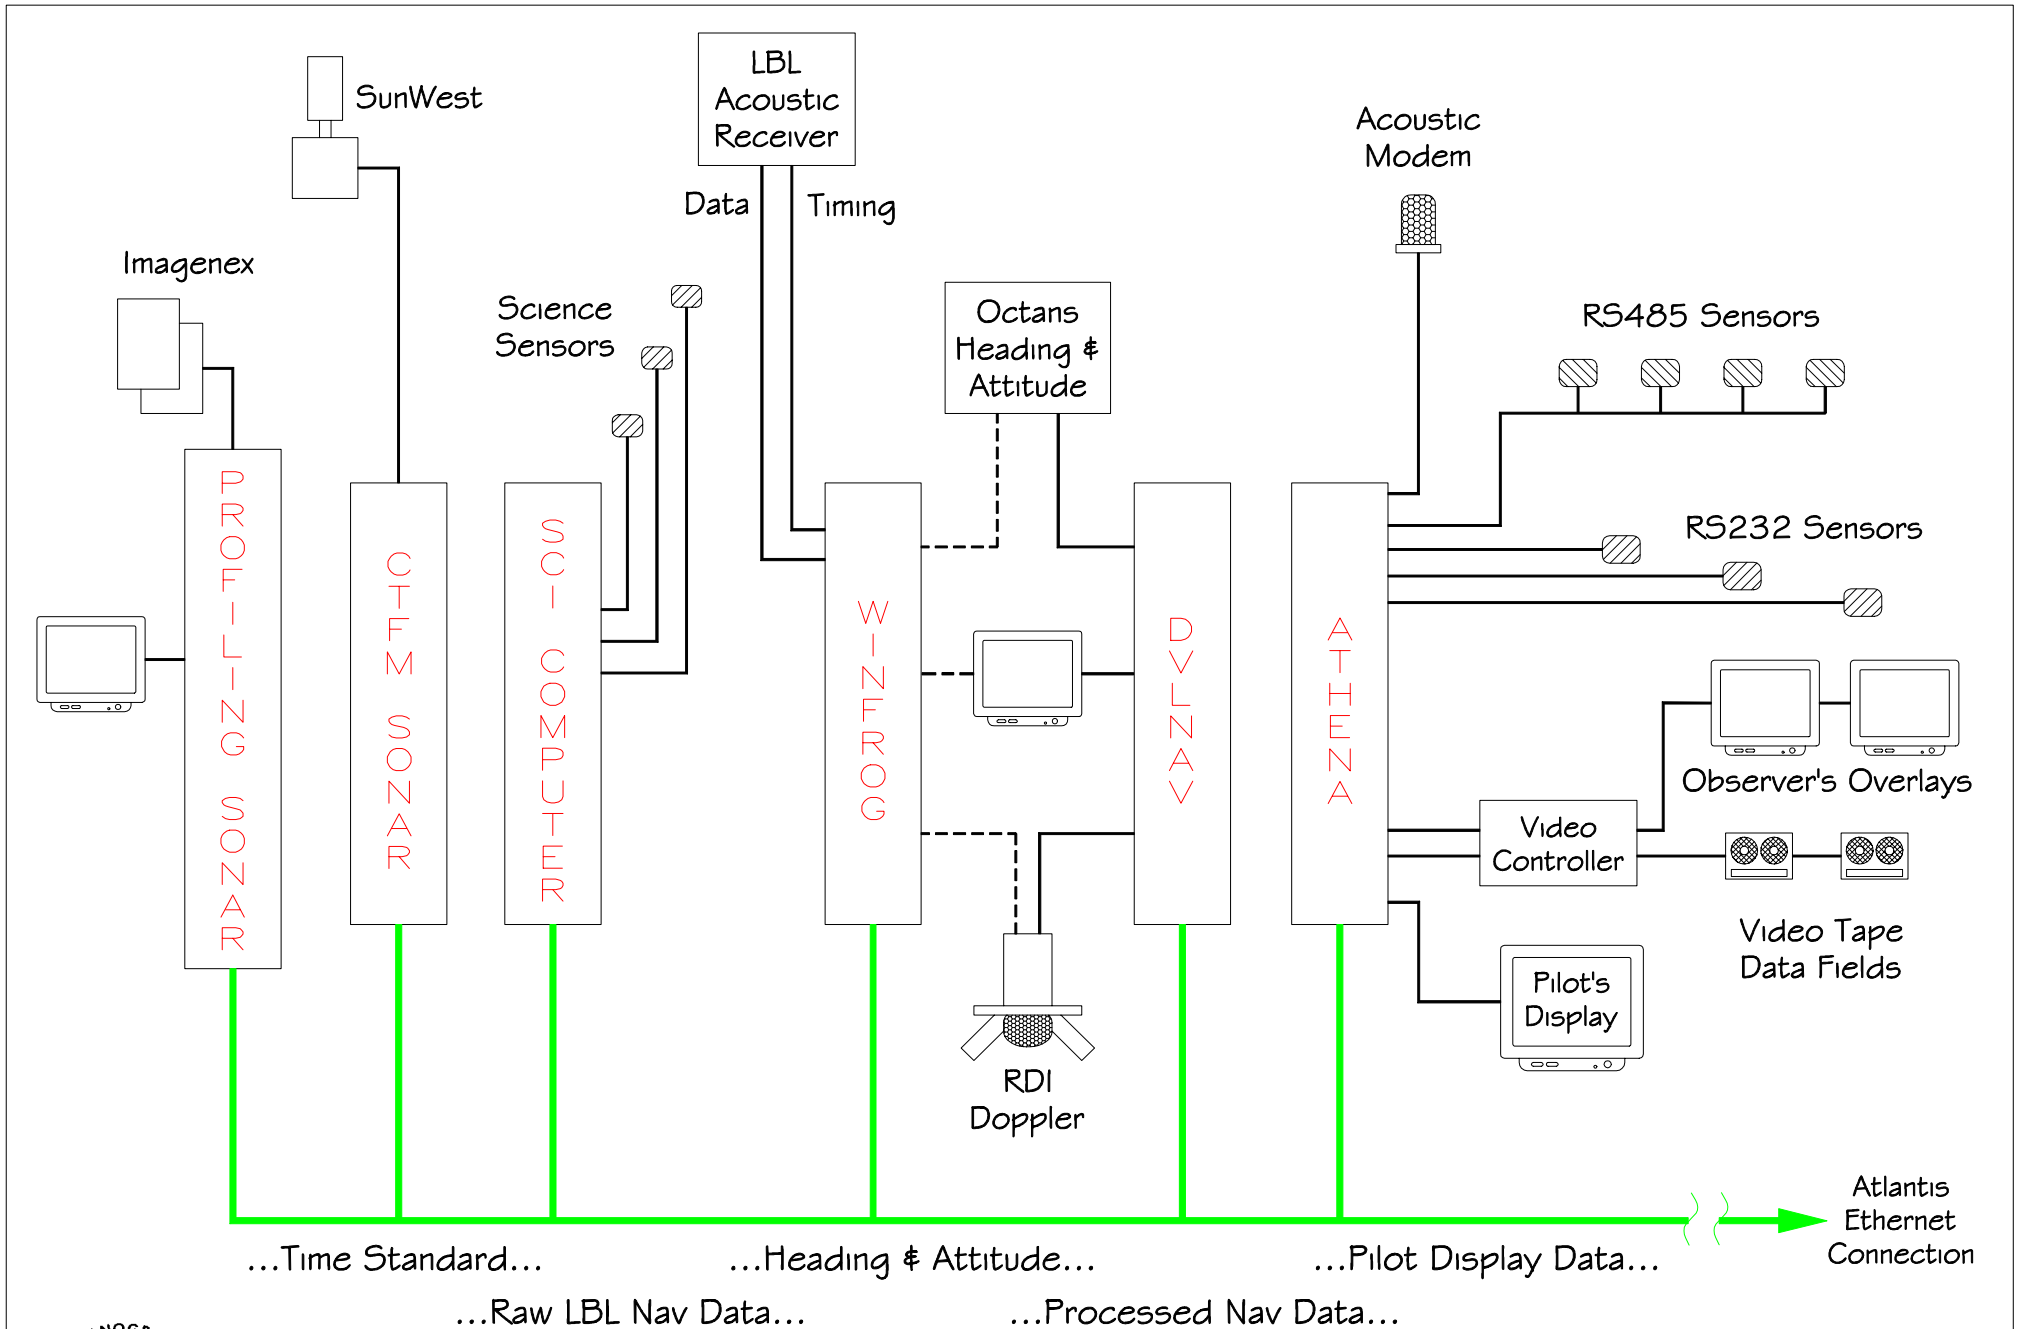 LBL
Acoustic
Receiver
SunWest
Acoustic
Modem
Data
Timing
Imagenex
Science
Sensors
Octans
Heading &
Attitude
RS485 Sensors
RS232 Sensors
PROFILING SONAR
CTFM SONAR
SCI COMPUTER
WINFROG
DVLNAV
ATHENA
Observer's Overlays
Video
Controller
Video Tape
Data Fields
Pilot's
Display
RDI
Doppler
Atlantis
Ethernet
Connection
...Time Standard...
...Heading & Attitude...
...Pilot Display Data...
...Raw LBL Nav Data...
...Processed Nav Data...